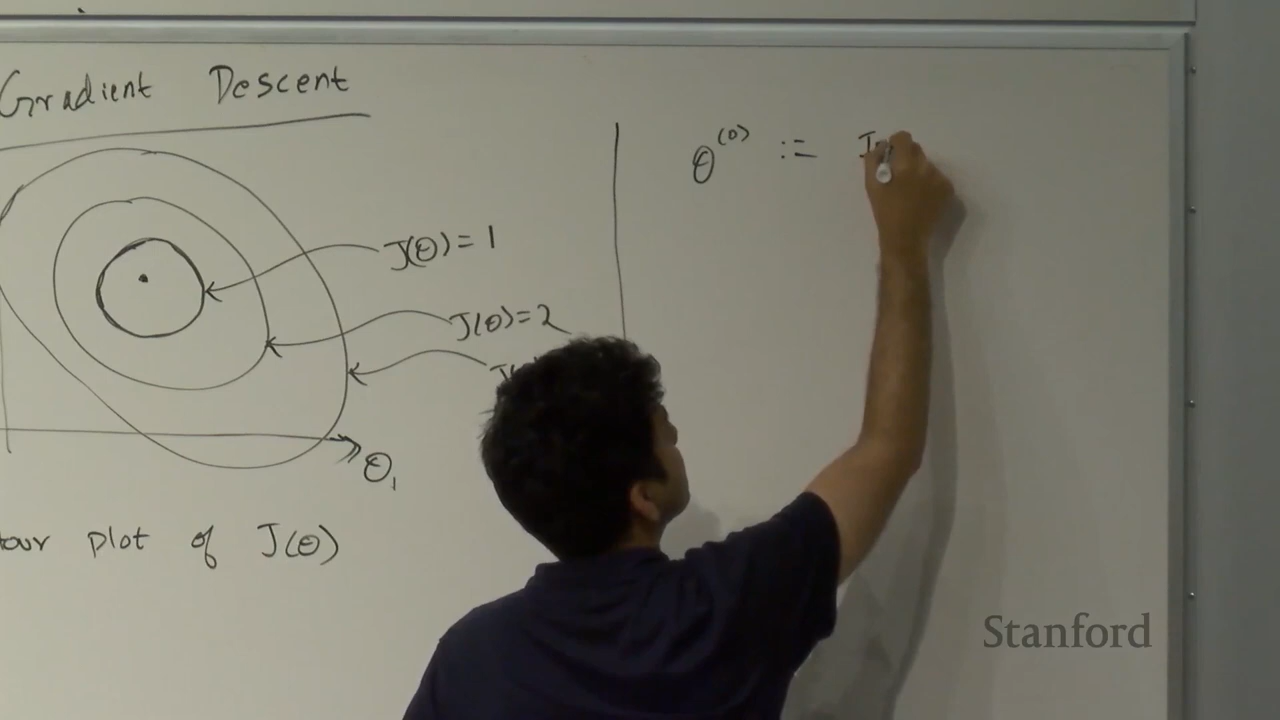 Gradient Descent
J(θ) = 1
J(θ) = 2
θ₁
plot of J(θ)
θ⁽⁰⁾ :=
Stanford